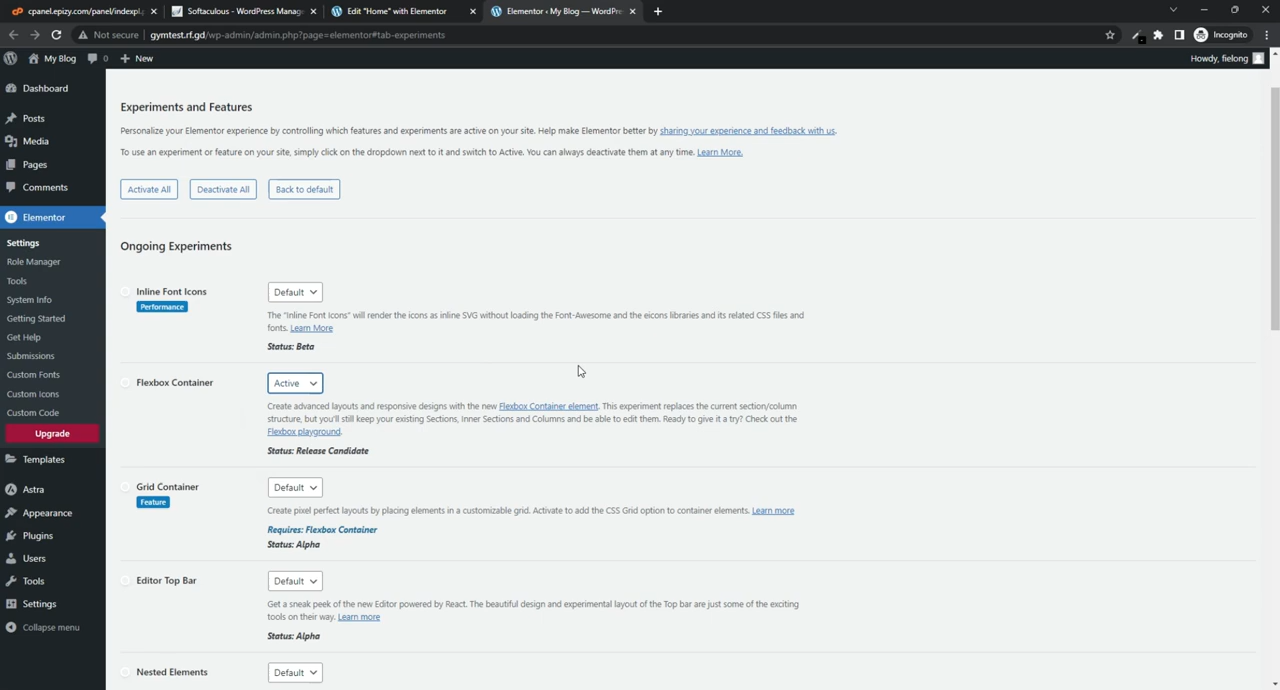 cpanel.epizy.com/panel/indexpl.
Softaculous - WordPress Manage
Edit "Home" with Elementor
Elementor ‹ My Blog — WordPre
Not secure
gymtest.rf.gd/wp-admin/admin.php?page=elementor#tab-experiments
Incognito
My Blog
0
New
Howdy, fielong
Dashboard
Posts
Media
Pages
Comments
Elementor
Settings
Role Manager
Tools
System Info
Getting Started
Get Help
Submissions
Custom Fonts
Custom Icons
Custom Code
Upgrade
Templates
Astra
Appearance
Plugins
Users
Tools
Settings
Collapse menu
Experiments and Features
Personalize your Elementor experience by controlling which features and experiments are active on your site. Help make Elementor better by sharing your experience and feedback with us.
To use an experiment or feature on your site, simply click on the dropdown next to it and switch to Active. You can always deactivate them at any time. Learn More.
Activate All
Deactivate All
Back to default
Ongoing Experiments
Inline Font Icons
Performance
Default
The "Inline Font Icons" will render the icons as inline SVG without loading the Font-Awesome and the eicons libraries and its related CSS files and
fonts. Learn More
Status: Beta
Flexbox Container
Active
Create advanced layouts and responsive designs with the new Flexbox Container element. This experiment replaces the current section/column
structure, but you'll still keep your existing Sections, Inner Sections and Columns and be able to edit them. Ready to give it a try? Check out the
Flexbox playground.
Status: Release Candidate
Grid Container
Feature
Default
Create pixel perfect layouts by placing elements in a customizable grid. Activate to add the CSS Grid option to container elements. Learn more
Requires: Flexbox Container
Status: Alpha
Editor Top Bar
Default
Get a sneak peek of the new Editor powered by React. The beautiful design and experimental layout of the Top bar are just some of the exciting
tools on their way. Learn more
Status: Alpha
Nested Elements
Default